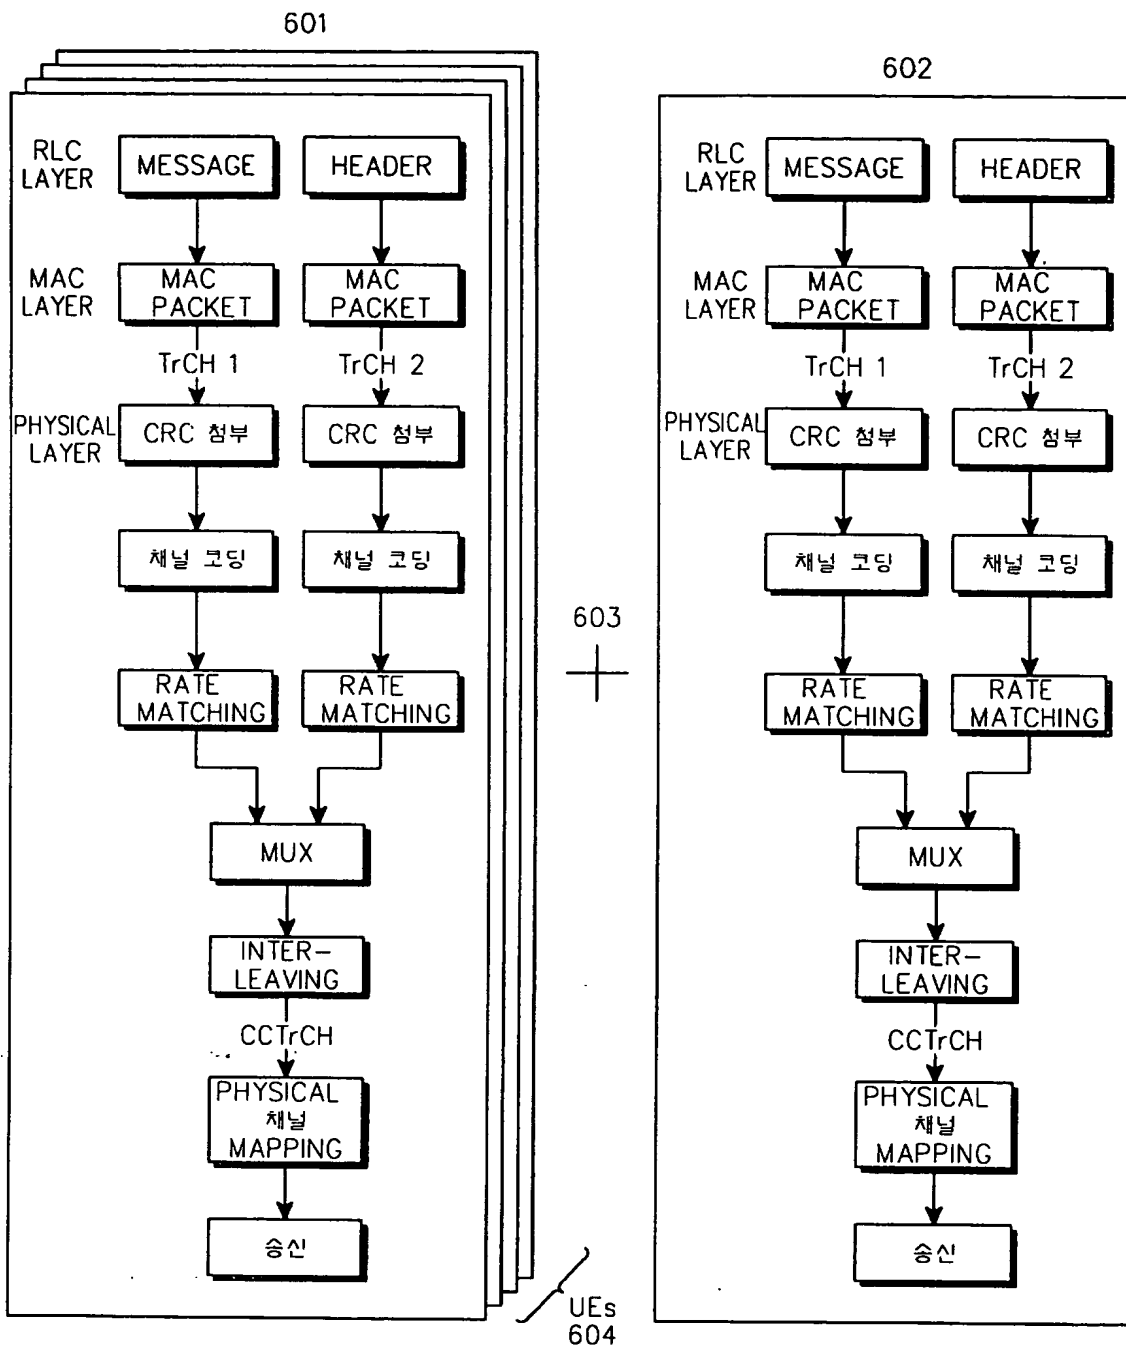 601
RLC
LAYER
MESSAGE
HEADER
MAC
LAYER
MAC
PACKET
MAC
PACKET
TrCH 1
TrCH 2
PHYSICAL
LAYER
CRC 첨부
CRC 첨부
채널 코딩
채널 코딩
RATE
MATCHING
RATE
MATCHING
MUX
INTER-
LEAVING
CCTrCH
PHYSICAL
채널
MAPPING
송신
UEs
604
603
602
RLC
LAYER
MESSAGE
HEADER
MAC
LAYER
MAC
PACKET
MAC
PACKET
TrCH 1
TrCH 2
PHYSICAL
LAYER
CRC 첨부
CRC 첨부
채널 코딩
채널 코딩
RATE
MATCHING
RATE
MATCHING
MUX
INTER-
LEAVING
CCTrCH
PHYSICAL
채널
MAPPING
송신